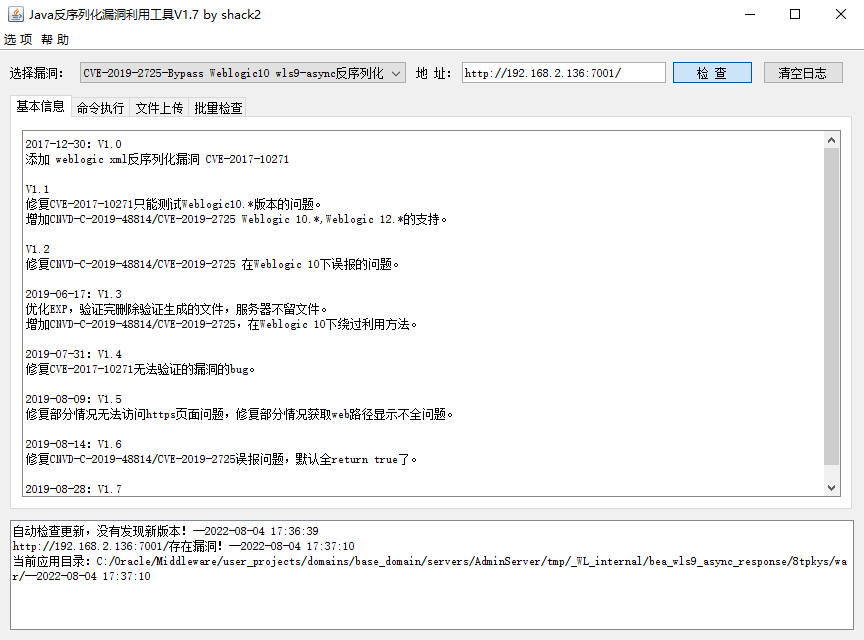 Java反序列化漏洞利用工具V1.7 by shack2
选 项 帮 助
选择漏洞： CVE-2019-2725-Bypass Weblogic10 wls9-async反序列化 地 址： http://192.168.2.136:7001/ 检 查 清空日志
基本信息 命令执行 文件上传 批量检查
2017-12-30: V1.0
添加 weblogic xml反序列化漏洞 CVE-2017-10271
V1.1
修复CVE-2017-10271只能测试Weblogic10.*版本的问题。
增加CNVD-C-2019-48814/CVE-2019-2725 Weblogic 10.*,Weblogic 12.*的支持。
V1.2
修复CNVD-C-2019-48814/CVE-2019-2725 在Weblogic 10下误报的问题。
2019-06-17: V1.3
优化EXP，验证完删除验证生成的文件，服务器不留文件。
增加CNVD-C-2019-48814/CVE-2019-2725，在Weblogic 10下绕过利用方法。
2019-07-31: V1.4
修复CVE-2017-10271无法验证的漏洞的bug。
2019-08-09: V1.5
修复部分情况无法访问https页面问题，修复部分情况获取web路径显示不全问题。
2019-08-14: V1.6
修复CNVD-C-2019-48814/CVE-2019-2725误报问题，默认全return true了。
2019-08-28: V1.7
自动检查更新，没有发现新版本！--2022-08-04 17:36:39
http://192.168.2.136:7001/存在漏洞！--2022-08-04 17:37:10
当前应用目录：C:/Oracle/Middleware/user_projects/domains/base_domain/servers/AdminServer/tmp/_WL_internal/bea_wls9_async_response/8tpkys/wa
r/--2022-08-04 17:37:10